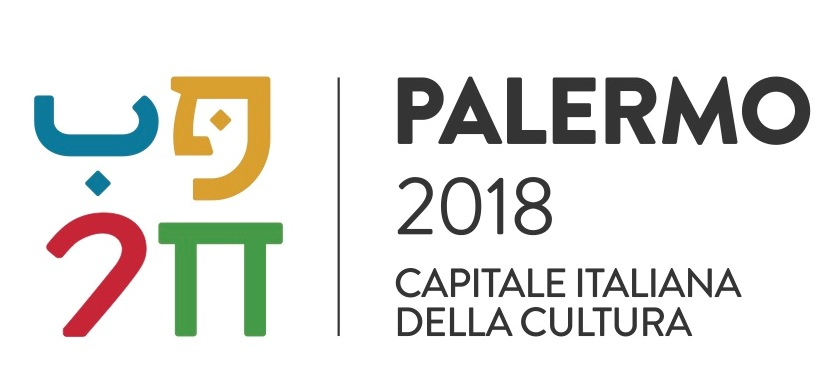 ب פּ
𐤐 Π
PALERMO
2018
CAPITALE ITALIANA
DELLA CULTURA